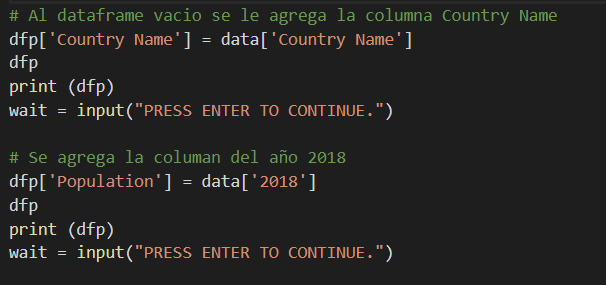 # Al dataframe vacio se le agrega la columna Country Name
dfp['Country Name'] = data['Country Name']
dfp
print (dfp)
wait = input("PRESS ENTER TO CONTINUE.")
# Se agrega la columan del año 2018
dfp['Population'] = data['2018']
dfp
print (dfp)
wait = input("PRESS ENTER TO CONTINUE.")